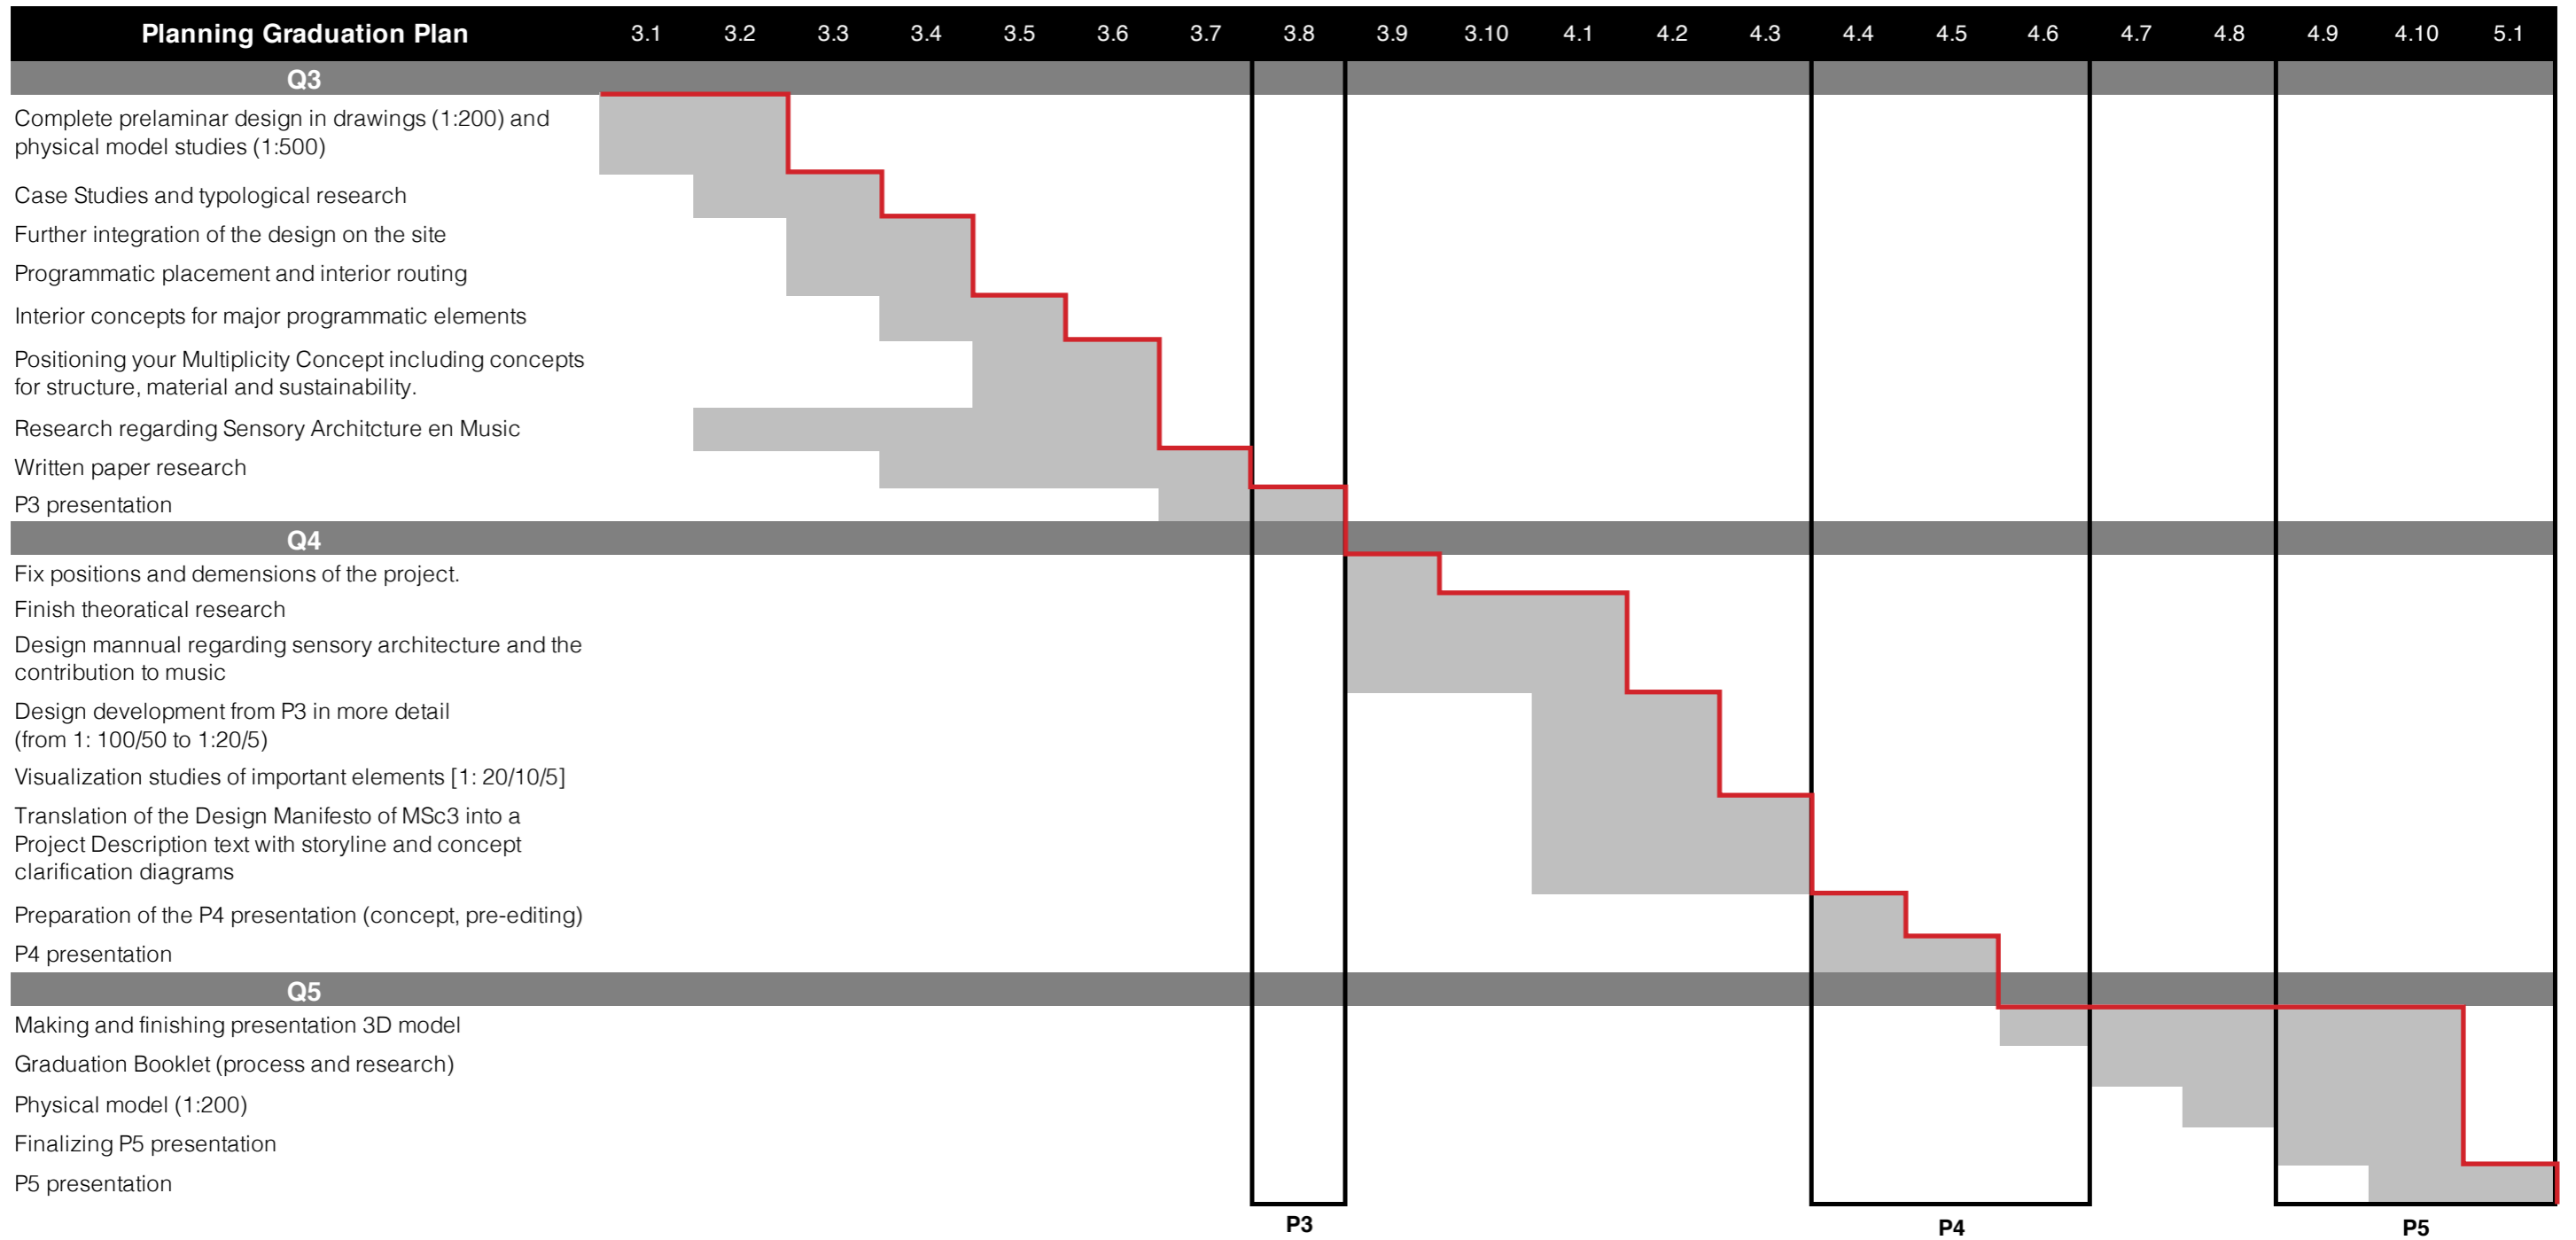 Planning Graduation Plan 3.1 3.2 3.3 3.4 3.5 3.6 3.7 3.8 3.9 3.10 4.1 4.2 4.3 4.4 4.5 4.6 4.7 4.8 4.9 4.10 5.1
Q3
Complete prelaminar design in drawings (1:200) and
physical model studies (1:500)
Case Studies and typological research
Further integration of the design on the site
Programmatic placement and interior routing
Interior concepts for major programmatic elements
Positioning your Multiplicity Concept including concepts
for structure, material and sustainability.
Research regarding Sensory Architcture en Music
Written paper research
P3 presentation
Q4
Fix positions and demensions of the project.
Finish theoratical research
Design mannual regarding sensory architecture and the
contribution to music
Design development from P3 in more detail
(from 1: 100/50 to 1:20/5)
Visualization studies of important elements [1: 20/10/5]
Translation of the Design Manifesto of MSc3 into a
Project Description text with storyline and concept
clarification diagrams
Preparation of the P4 presentation (concept, pre-editing)
P4 presentation
Q5
Making and finishing presentation 3D model
Graduation Booklet (process and research)
Physical model (1:200)
Finalizing P5 presentation
P5 presentation
P3 P4 P5